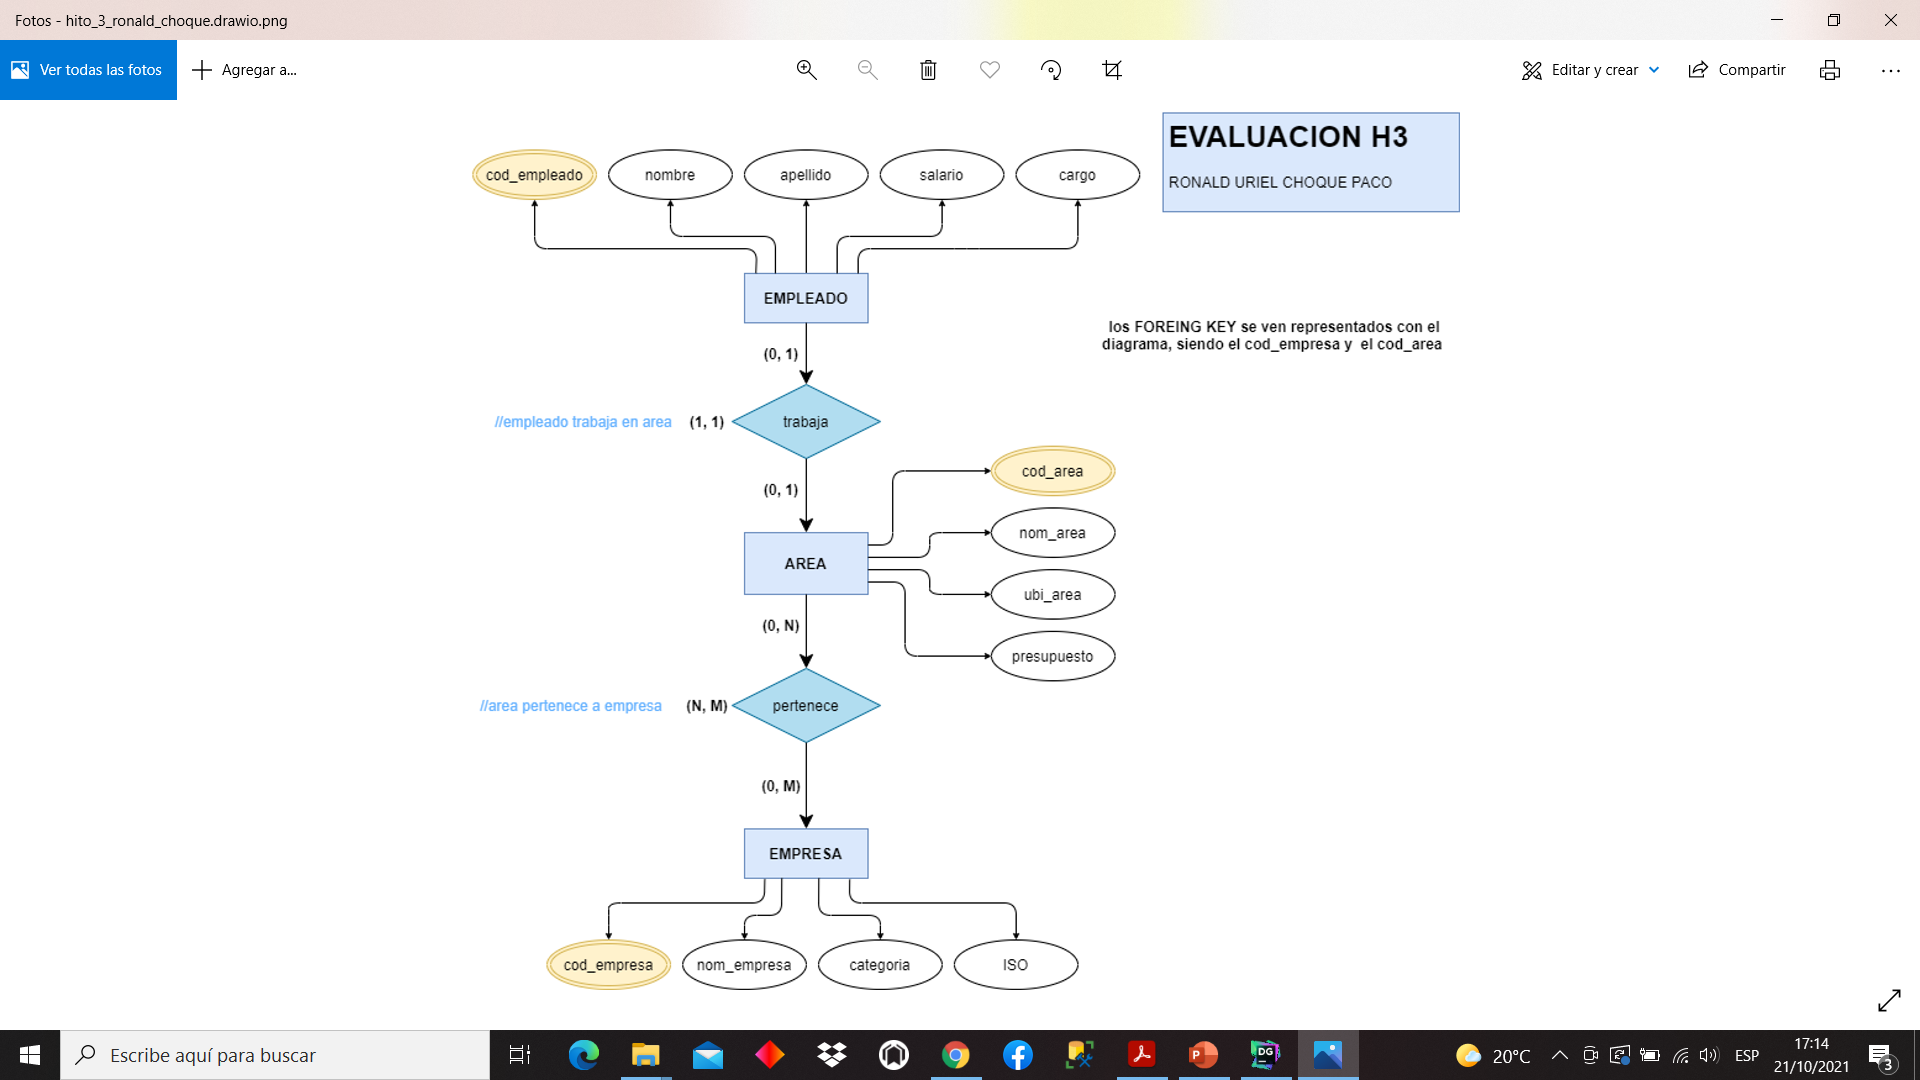 Fotos - hito_3_ronald_choque.drawio.png
Ver todas las fotos
Agregar a...
Editar y crear
Compartir
EVALUACION H3
RONALD URIEL CHOQUE PACO
cod_empleado
nombre
apellido
salario
cargo
EMPLEADO
los FOREING KEY se ven representados con el
diagrama, siendo el cod_empresa y el cod_area
(0, 1)
//empleado trabaja en area
(1, 1)
trabaja
(0, 1)
cod_area
nom_area
AREA
ubi_area
(0, N)
presupuesto
//area pertenece a empresa
(N, M)
pertenece
(0, M)
EMPRESA
cod_empresa
nom_empresa
categoria
ISO
Escribe aquí para buscar
DG
20°C
ESP
17:14
21/10/2021
3